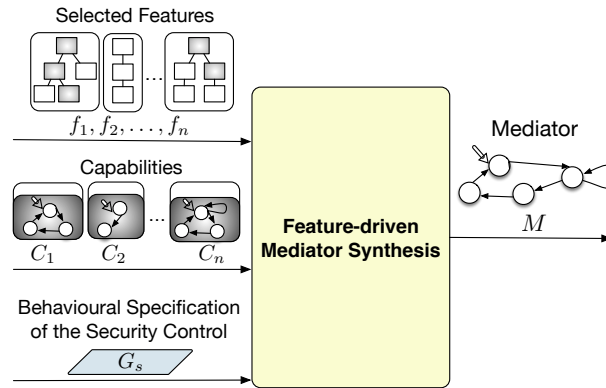 Selected Features
...
f₁, f₂, . . . , fₙ
Capabilities
...
C₁ C₂ Cₙ
Behavioural Specification
of the Security Control
Gₛ
Feature-driven
Mediator Synthesis
Mediator
M